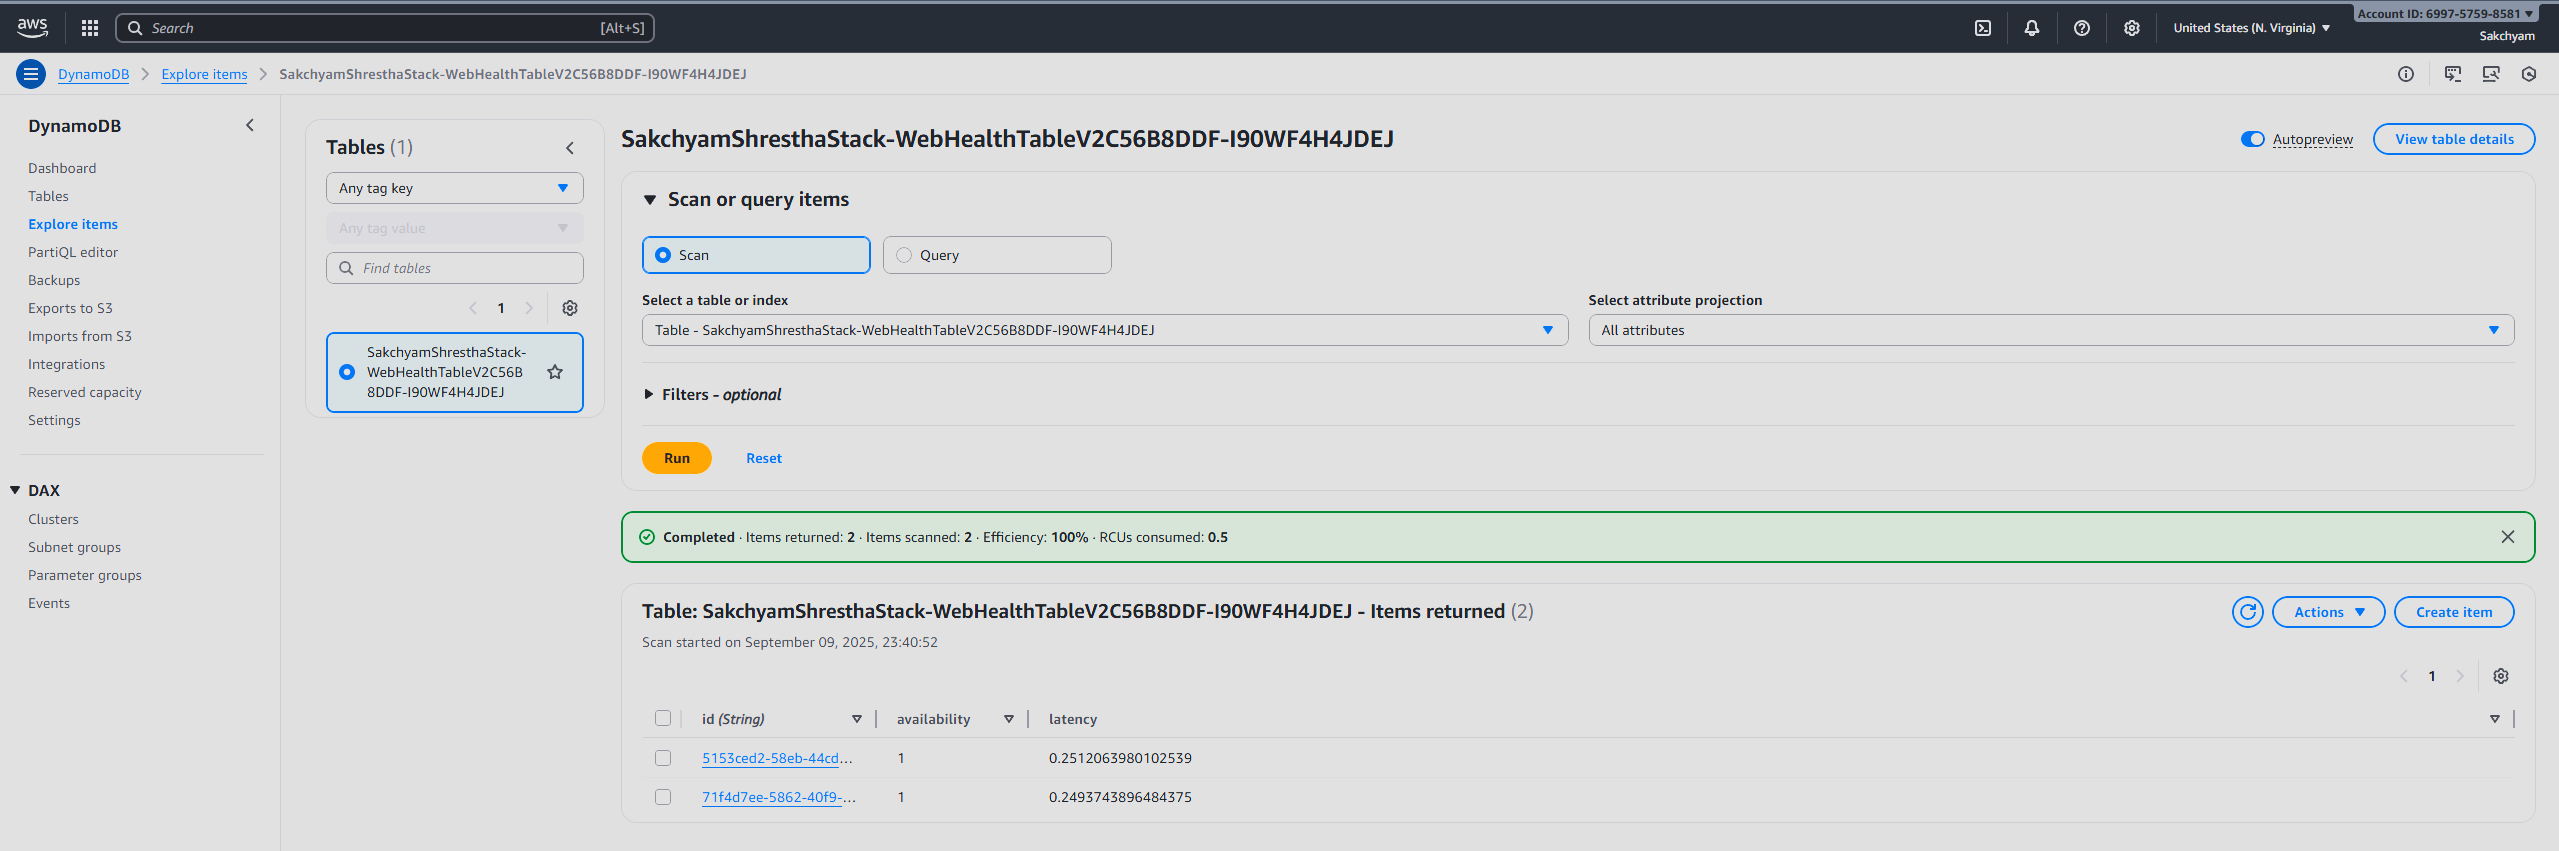 aws
Search
[Alt+S]
United States (N. Virginia)
Account ID: 6997-5759-8581
Sakchyam
DynamoDB
Explore items
SakchyamShresthaStack-WebHealthTableV2C56B8DDF-I90WF4H4JDEJ
DynamoDB
Dashboard
Tables
Explore items
PartiQL editor
Backups
Exports to S3
Imports from S3
Integrations
Reserved capacity
Settings
DAX
Clusters
Subnet groups
Parameter groups
Events
Tables (1)
Any tag key
Any tag value
Find tables
1
SakchyamShresthaStack-
WebHealthTableV2C56B
8DDF-I90WF4H4JDEJ
SakchyamShresthaStack-WebHealthTableV2C56B8DDF-I90WF4H4JDEJ
Autopreview
View table details
Scan or query items
Scan
Query
Select a table or index
Table - SakchyamShresthaStack-WebHealthTableV2C56B8DDF-I90WF4H4JDEJ
Select attribute projection
All attributes
Filters - optional
Run
Reset
Completed · Items returned: 2 · Items scanned: 2 · Efficiency: 100% · RCUs consumed: 0.5
Table: SakchyamShresthaStack-WebHealthTableV2C56B8DDF-I90WF4H4JDEJ - Items returned (2)
Actions
Create item
Scan started on September 09, 2025, 23:40:52
1
id (String)
availability
latency
5153ced2-58eb-44cd...
1
0.2512063980102539
71f4d7ee-5862-40f9-...
1
0.2493743896484375